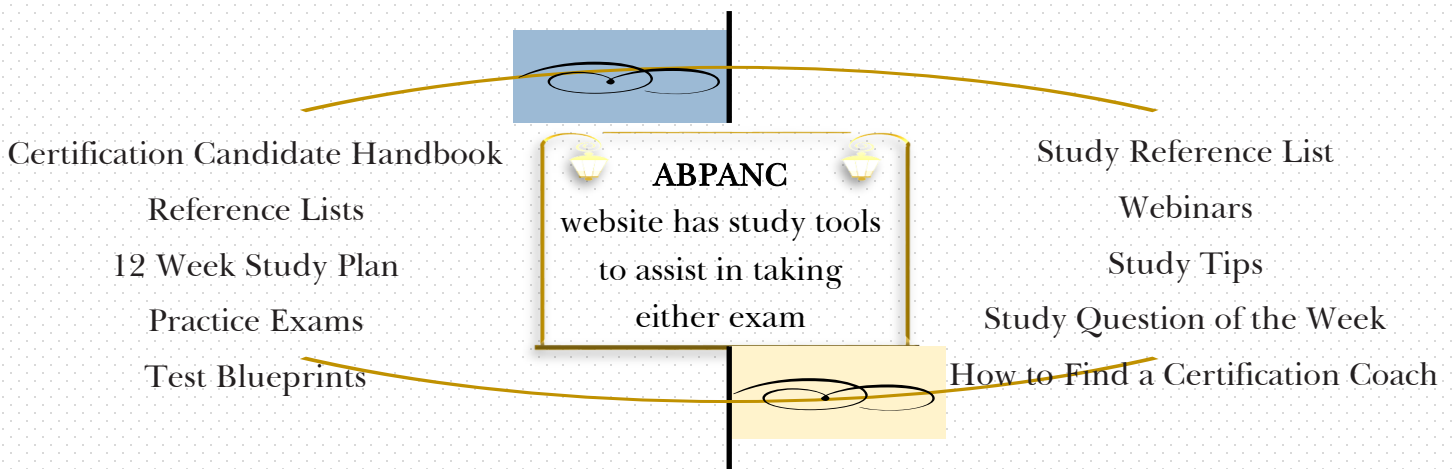 Certification Candidate Handbook
Reference Lists
12 Week Study Plan
Practice Exams
Test Blueprints
ABPANC
website has study tools
to assist in taking
either exam
Study Reference List
Webinars
Study Tips
Study Question of the Week
How to Find a Certification Coach